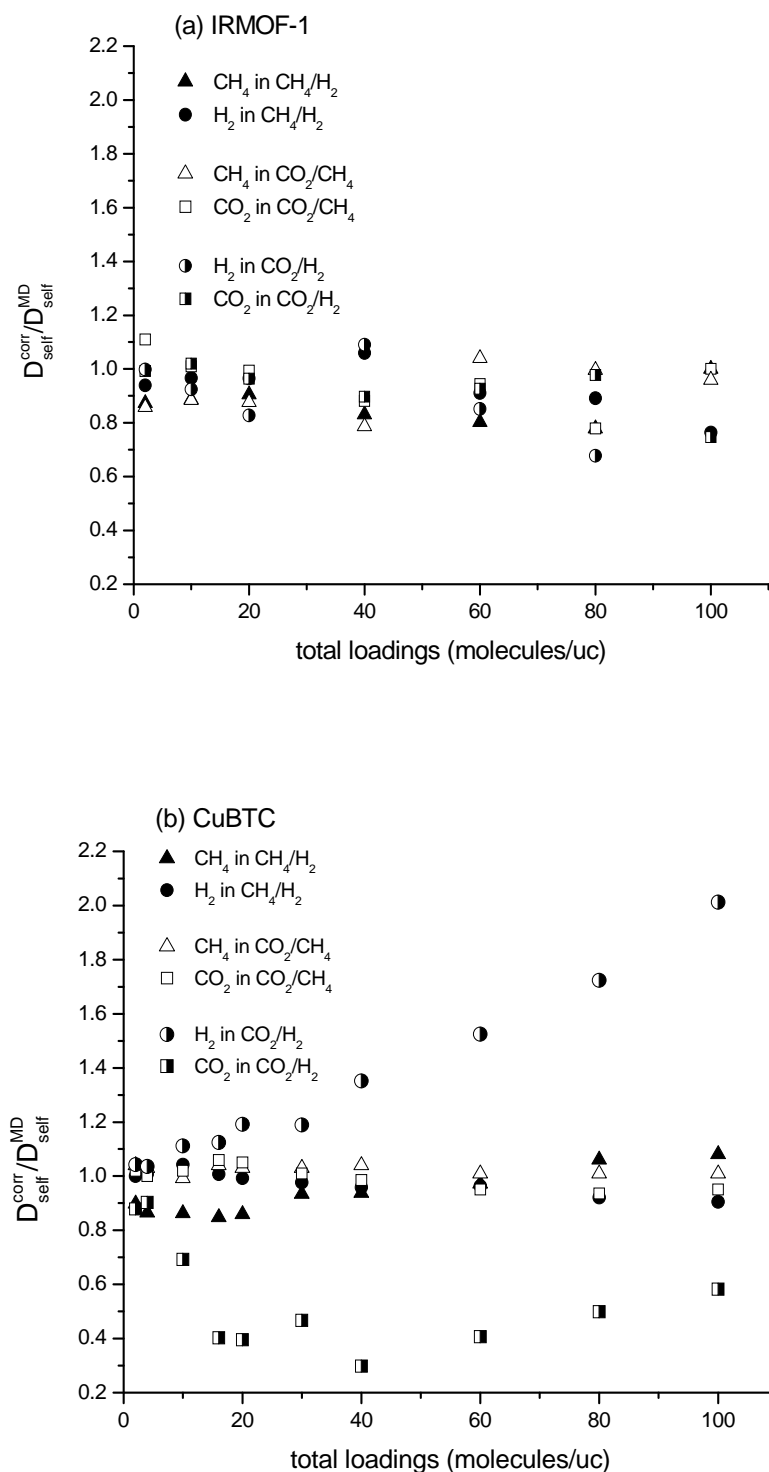 (a) IRMOF-1
2.2
2.0
1.8
1.6
1.4
1.2
1.0
0.8
0.6
0.4
0.2
CH₄ in CH₄/H₂
H₂ in CH₄/H₂
CH₄ in CO₂/CH₄
CO₂ in CO₂/CH₄
H₂ in CO₂/H₂
CO₂ in CO₂/H₂
D^corr_self/D^MD_self
0 20 40 60 80 100
total loadings (molecules/uc)
(b) CuBTC
2.2
2.0
1.8
1.6
1.4
1.2
1.0
0.8
0.6
0.4
0.2
CH₄ in CH₄/H₂
H₂ in CH₄/H₂
CH₄ in CO₂/CH₄
CO₂ in CO₂/CH₄
H₂ in CO₂/H₂
CO₂ in CO₂/H₂
D^corr_self/D^MD_self
0 20 40 60 80 100
total loadings (molecules/uc)